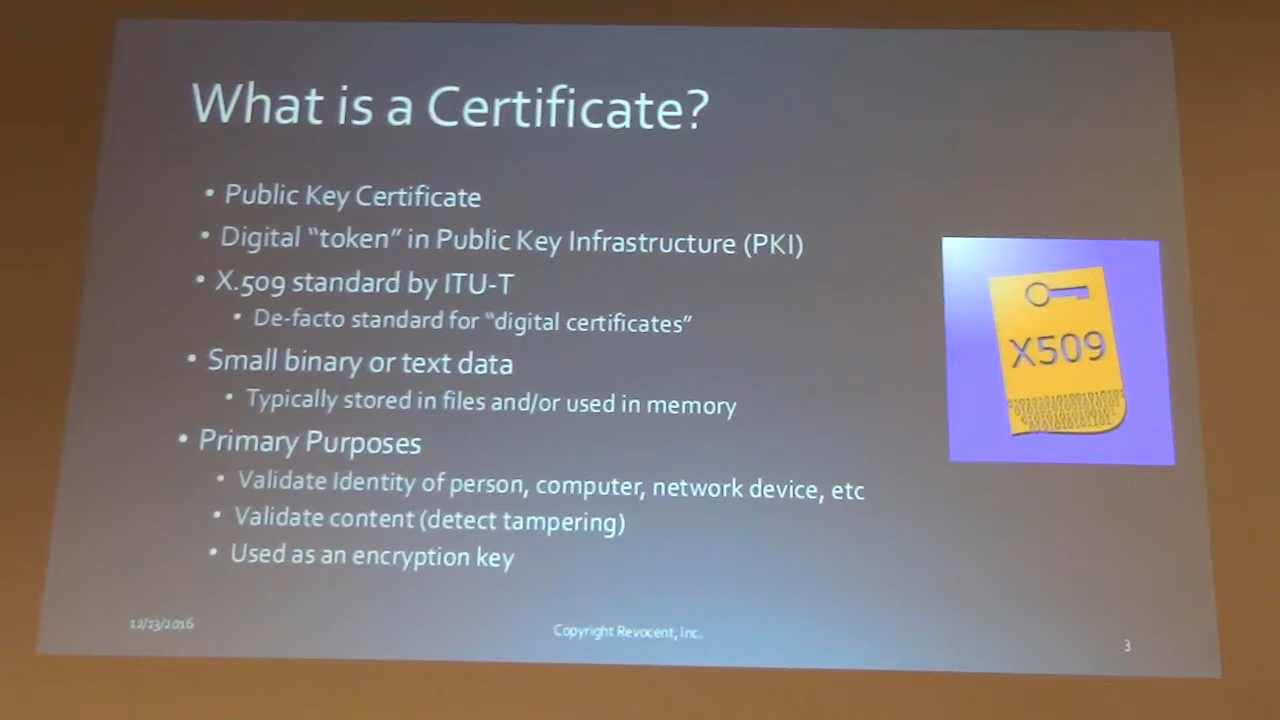 What is a Certificate?
• Public Key Certificate
• Digital “token” in Public Key Infrastructure (PKI)
• X.509 standard by ITU-T
• De-facto standard for “digital certificates”
• Small binary or text data
• Typically stored in files and/or used in memory
• Primary Purposes
• Validate Identity of person, computer, network device, etc
• Validate content (detect tampering)
• Used as an encryption key
X509
12/13/2016
Copyright Revocent, Inc.
3